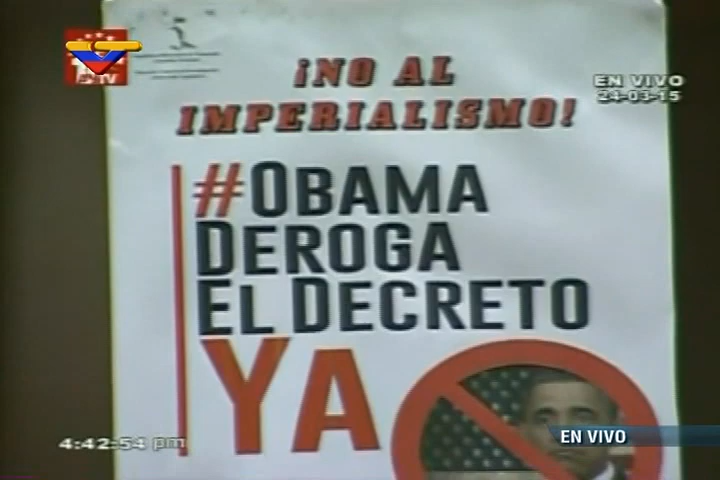 ¡NO AL
IMPERIALISMO!
EN VIVO
24-03-15
#OBAMA
DEROGA
EL DECRETO
YA
EN VIVO
4:42:54 pm